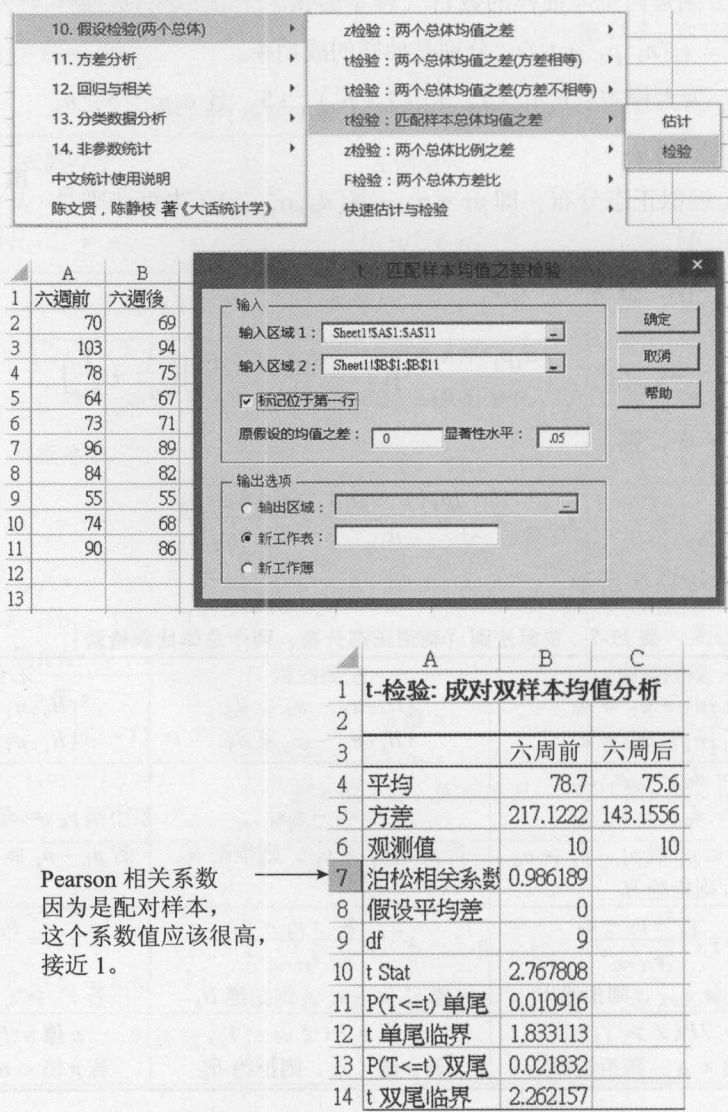 10. 假设检验(两个总体)
11. 方差分析
12. 回归与相关
13. 分类数据分析
14. 非参数统计
中文统计使用说明
陈文贤，陈静枝 著《大话统计学》
z检验：两个总体均值之差
t检验：两个总体均值之差(方差相等)
t检验：两个总体均值之差(方差不相等)
t检验：匹配样本总体均值之差
z检验：两个总体比例之差
F检验：两个总体方差比
快速估计与检验
估计
检验
A B
1 六週前 六週後
2 70 69
3 103 94
4 78 75
5 64 67
6 73 71
7 96 89
8 84 82
9 55 55
10 74 68
11 90 86
12
13
t：匹配样本均值之差检验
×
输入
输入区域 1： Sheet1!$A$1:$A$11
输入区域 2： Sheet1!$B$1:$B$11
标记位于第一行
原假设的均值之差： 0 显著性水平： .05
输出选项
输出区域：
新工作表：
新工作簿
确定
取消
帮助
A B C
1 t-检验: 成对双样本均值分析
2
3 六周前 六周后
4 平均 78.7 75.6
5 方差 217.1222 143.1556
6 观测值 10 10
7 泊松相关系数 0.986189
8 假设平均差 0
9 df 9
10 t Stat 2.767808
11 P(T<=t) 单尾 0.010916
12 t 单尾临界 1.833113
13 P(T<=t) 双尾 0.021832
14 t 双尾临界 2.262157
Pearson 相关系数
因为是配对样本，
这个系数值应该很高，
接近 1。